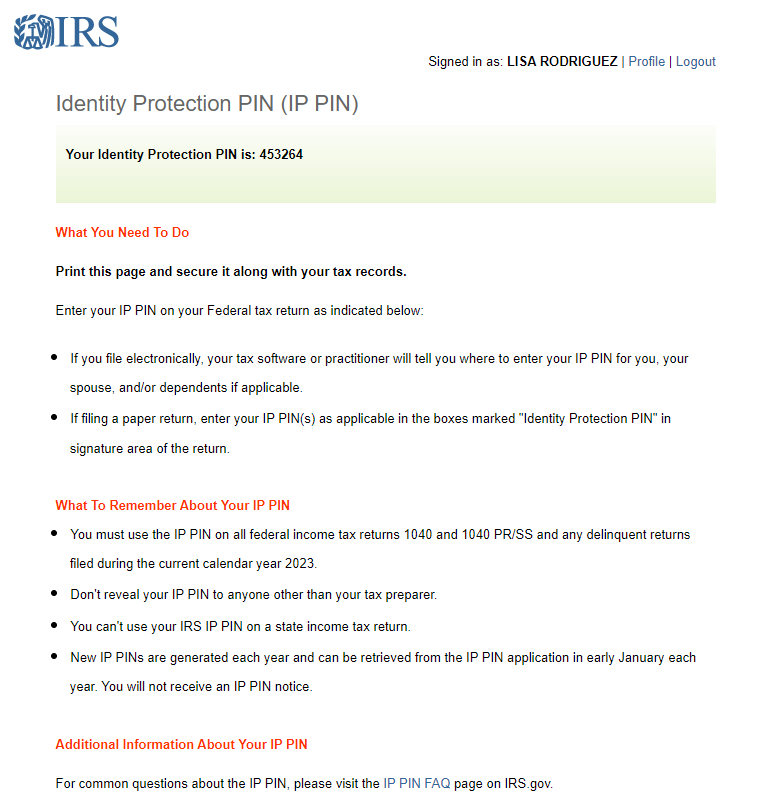 IRS
Signed in as: LISA RODRIGUEZ | Profile | Logout
Identity Protection PIN (IP PIN)
Your Identity Protection PIN is: 453264
What You Need To Do
Print this page and secure it along with your tax records.
Enter your IP PIN on your Federal tax return as indicated below:
If you file electronically, your tax software or practitioner will tell you where to enter your IP PIN for you, your
spouse, and/or dependents if applicable.
If filing a paper return, enter your IP PIN(s) as applicable in the boxes marked "Identity Protection PIN" in
signature area of the return.
What To Remember About Your IP PIN
You must use the IP PIN on all federal income tax returns 1040 and 1040 PR/SS and any delinquent returns
filed during the current calendar year 2023.
Don't reveal your IP PIN to anyone other than your tax preparer.
You can't use your IRS IP PIN on a state income tax return.
New IP PINs are generated each year and can be retrieved from the IP PIN application in early January each
year. You will not receive an IP PIN notice.
Additional Information About Your IP PIN
For common questions about the IP PIN, please visit the IP PIN FAQ page on IRS.gov.